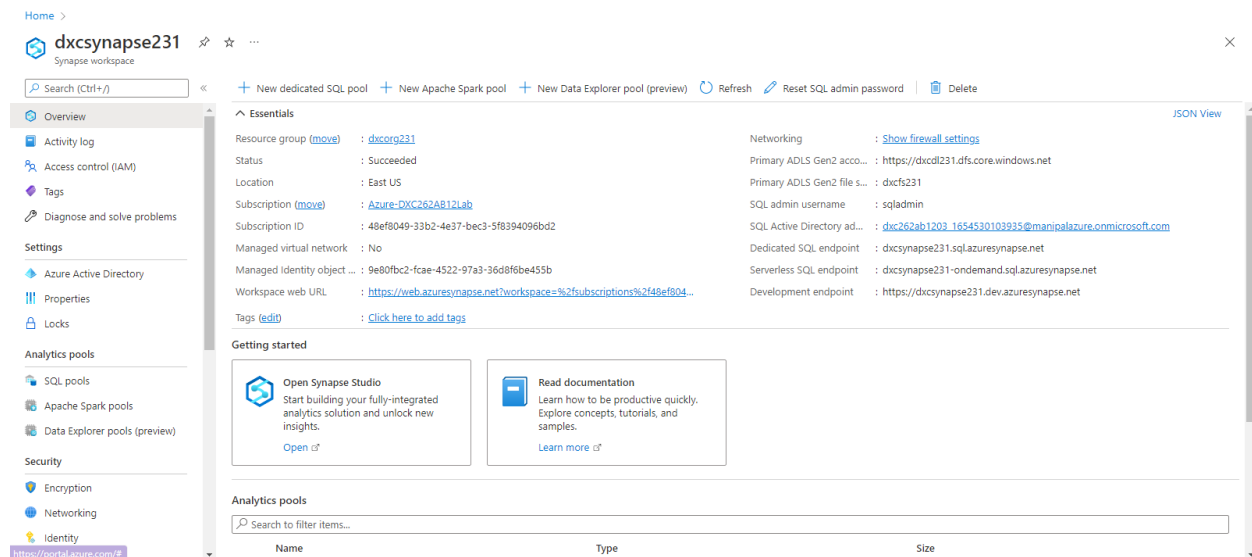 Home >
dxcsynapse231 ...
Synapse workspace
Search (Ctrl+/) «
Overview
Activity log
Access control (IAM)
Tags
Diagnose and solve problems
Settings
Azure Active Directory
Properties
Locks
Analytics pools
SQL pools
Apache Spark pools
Data Explorer pools (preview)
Security
Encryption
Networking
Identity
https://portal.azure.com/#
New dedicated SQL pool New Apache Spark pool New Data Explorer pool (preview) Refresh Reset SQL admin password Delete
Essentials JSON View
Resource group (move) : dxcorg231
Status : Succeeded
Location : East US
Subscription (move) : Azure-DXC262AB12Lab
Subscription ID : 48ef8049-33b2-4e37-bec3-5f8394096bd2
Managed virtual network : No
Managed Identity object ... : 9e80fbc2-fcae-4522-97a3-36d8f6be455b
Workspace web URL : https://web.azuresynapse.net?workspace=%2fsubscriptions%2f48ef804...
Tags (edit) : Click here to add tags
Networking : Show firewall settings
Primary ADLS Gen2 acco... : https://dxcdl231.dfs.core.windows.net
Primary ADLS Gen2 file s... : dxcfs231
SQL admin username : sqladmin
SQL Active Directory ad... : dxc262ab1203_1654530103935@manipalazure.onmicrosoft.com
Dedicated SQL endpoint : dxcsynapse231.sql.azuresynapse.net
Serverless SQL endpoint : dxcsynapse231-ondemand.sql.azuresynapse.net
Development endpoint : https://dxcsynapse231.dev.azuresynapse.net
Getting started
Open Synapse Studio
Start building your fully-integrated
analytics solution and unlock new
insights.
Open
Read documentation
Learn how to be productive quickly.
Explore concepts, tutorials, and
samples.
Learn more
Analytics pools
Search to filter items...
Name Type Size